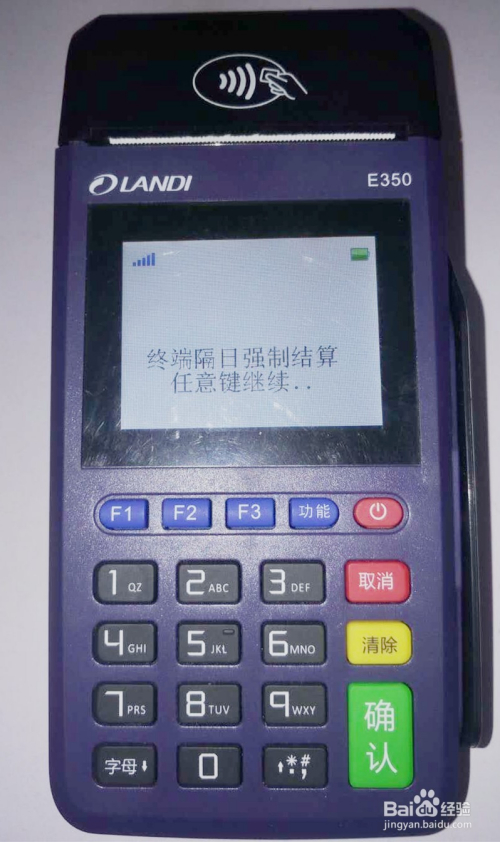 LANDI E350
终端隔日强制结算
任意键继续..
F1 F2 F3 功能
1 QZ 2 ABC 3 DEF 取消
4 GHI 5 JKL 6 MNO 清除
7 PRS 8 TUV 9 WXY 确认
字母 0 *#
Baidu经验
jingyan.baidu.com